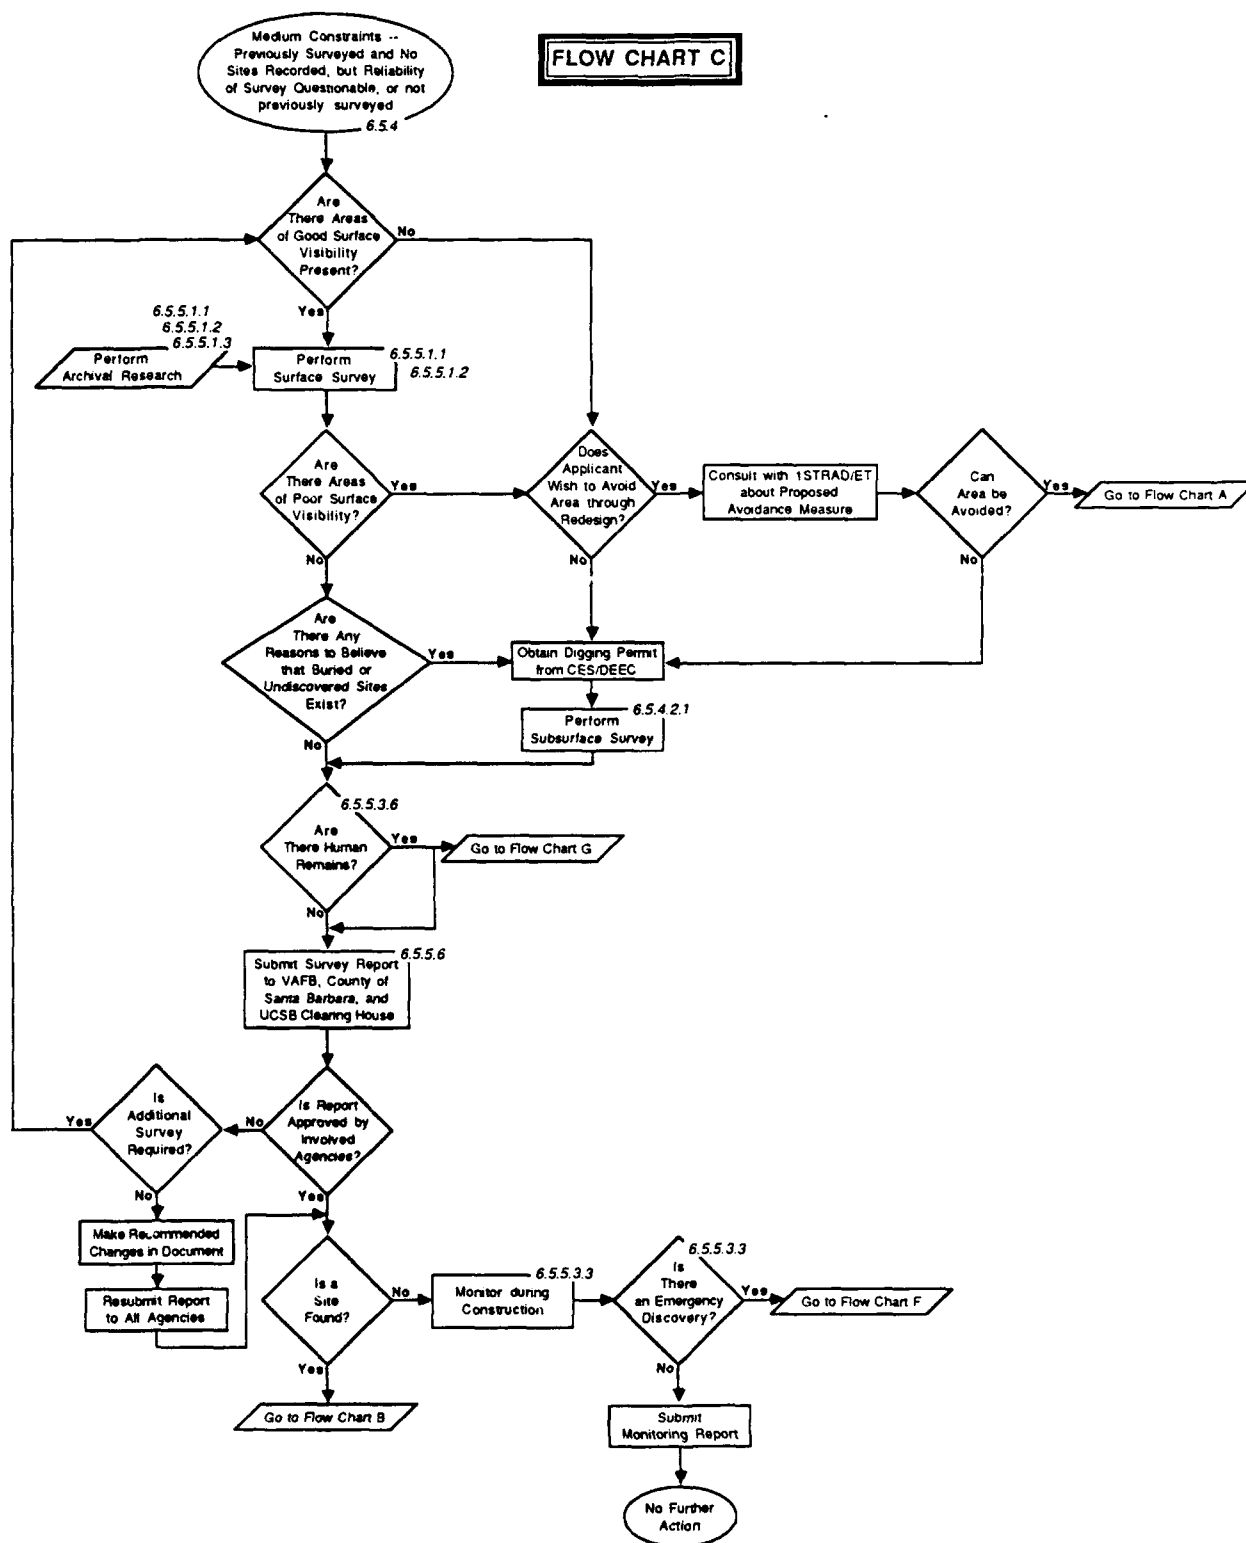 FLOW CHART C
Medium Constraints --
Previously Surveyed and No
Sites Recorded, but Reliability
of Survey Questionable, or not
previously surveyed
6.5.4
Are
There Areas
of Good Surface
Visibility
Present?
No
Yes
6.5.5.1.1
6.5.5.1.2
6.5.5.1.3
Perform
Archival Research
Perform
Surface Survey
6.5.5.1.1
6.5.5.1.2
Are
There Areas
of Poor Surface
Visibility?
Yes
No
Does
Applicant
Wish to Avoid
Area through
Redesign?
Yes
No
Consult with 1STRAD/ET
about Proposed
Avoidance Measure
Can
Area be
Avoided?
Yes
No
Go to Flow Chart A
Are
There Any
Reasons to Believe
that Buried or
Undiscovered Sites
Exist?
Yes
No
Obtain Digging Permit
from CES/DEEC
6.5.4.2.1
Perform
Subsurface Survey
6.5.5.3.6
Are
There Human
Remains?
Yes
No
Go to Flow Chart G
6.5.5.6
Submit Survey Report
to VAFB, County of
Santa Barbara, and
UCSB Clearing House
Is Report
Approved by
Involved
Agencies?
No
Yes
Is
Additional
Survey
Required?
Yes
No
Make Recommended
Changes in Document
Resubmit Report
to All Agencies
Is a
Site
Found?
No
Yes
Go to Flow Chart B
6.5.5.3.3
Monitor during
Construction
6.5.5.3.3
Is
There
an Emergency
Discovery?
Yes
No
Go to Flow Chart F
Submit
Monitoring Report
No Further
Action